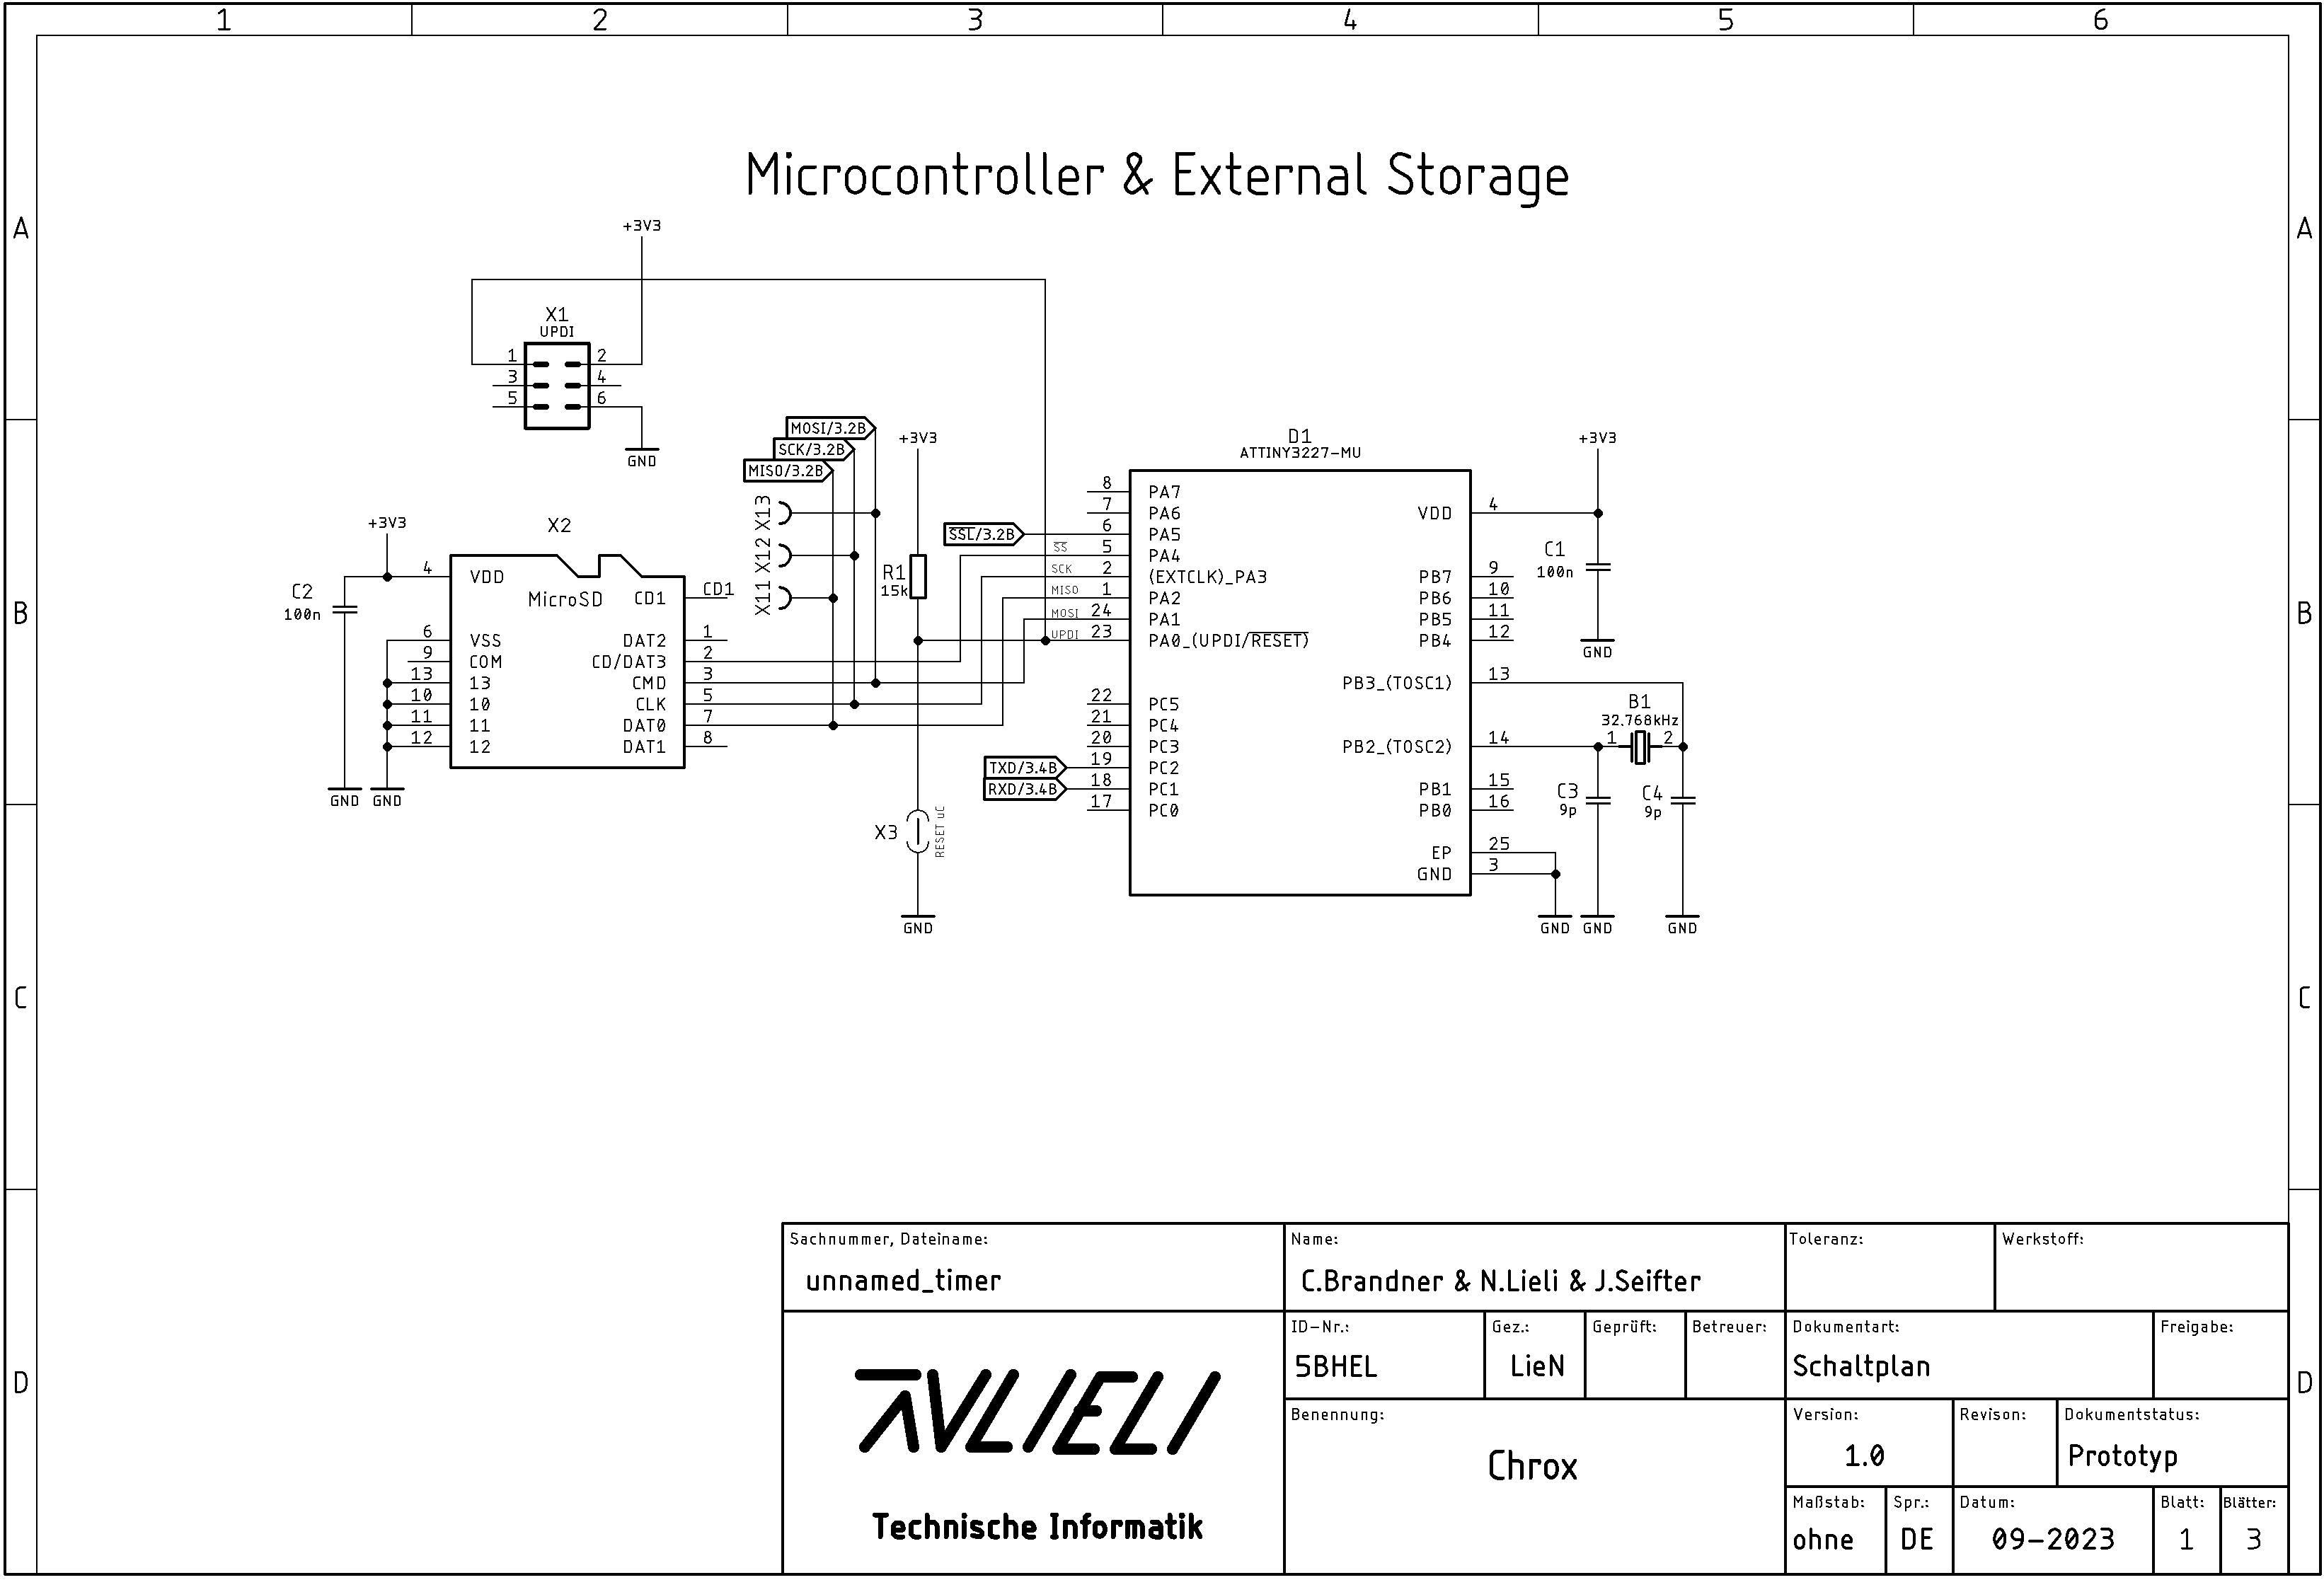 1 2 3 4 5 6
A A
B B
C C
D D
Microcontroller & External Storage
+3V3
X1
UPDI
1 2
3 4
5 6
GND
MOSI/3.2B
SCK/3.2B
MISO/3.2B
X13
X12
X11
+3V3
R1
15k
X3
RESET uC
GND
+3V3
C2
100n
GND GND
X2
MicroSD
4 VDD
6 VSS
9 COM
13 13
10 10
11 11
12 12
CD1 CD1
DAT2 1
CD/DAT3 2
CMD 3
CLK 5
DAT0 7
DAT1 8
D1
ATTINY3227-MU
8 PA7
7 PA6
SSL/3.2B 6 PA5
SS 5 PA4
SCK 2 (EXTCLK)_PA3
MISO 1 PA2
MOSI 24 PA1
UPDI 23 PA0_(UPDI/RESET)
22 PC5
21 PC4
20 PC3
TXD/3.4B 19 PC2
RXD/3.4B 18 PC1
17 PC0
VDD 4
PB7 9
PB6 10
PB5 11
PB4 12
PB3_(TOSC1) 13
PB2_(TOSC2) 14
PB1 15
PB0 16
EP 25
GND 3
+3V3
C1
100n
GND
B1
32.768kHz
1 2
C3
9p
C4
9p
GND GND GND
Sachnummer, Dateiname:
unnamed_timer
Name:
C.Brandner & N.Lieli & J.Seifter
Toleranz:
Werkstoff:
ID-Nr.:
5BHEL
Gez.:
LieN
Geprüft:
Betreuer:
Dokumentart:
Schaltplan
Freigabe:
LIELI
Technische Informatik
Benennung:
Chrox
Version:
1.0
Revison:
Dokumentstatus:
Prototyp
Maßstab:
ohne
Spr.:
DE
Datum:
09-2023
Blatt:
1
Blätter:
3